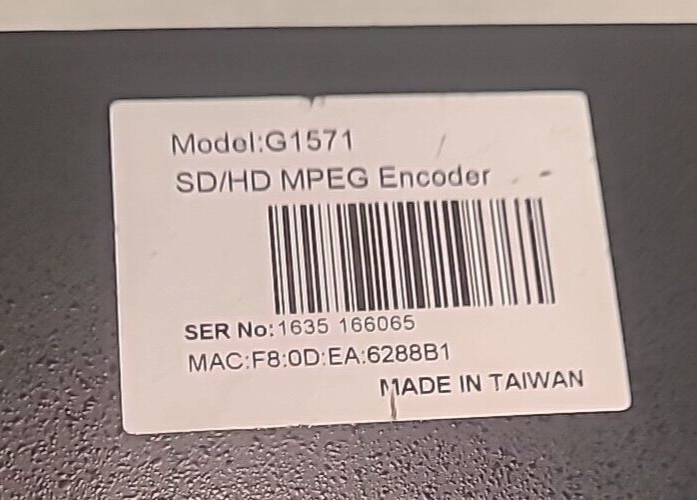 Model:G1571
SD/HD MPEG Encoder
SER No:1635 166065
MAC:F8:0D:EA:6288B1
MADE IN TAIWAN